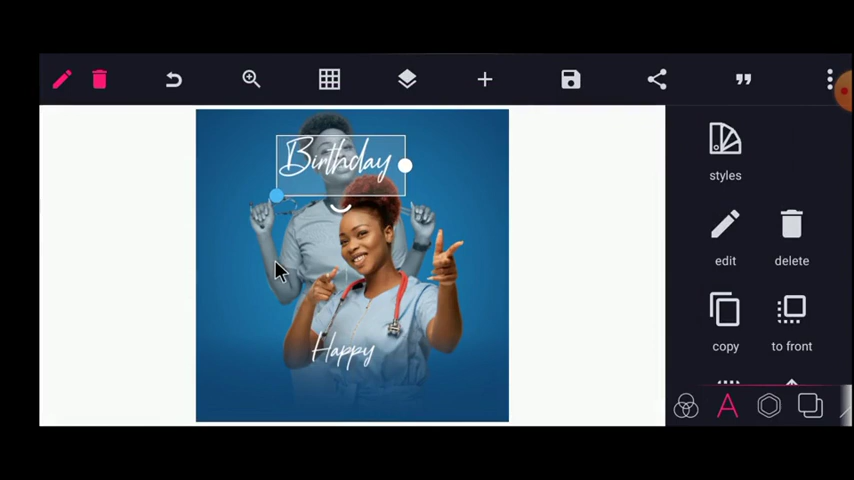 Birthday
Happy
styles
edit
delete
copy
to front